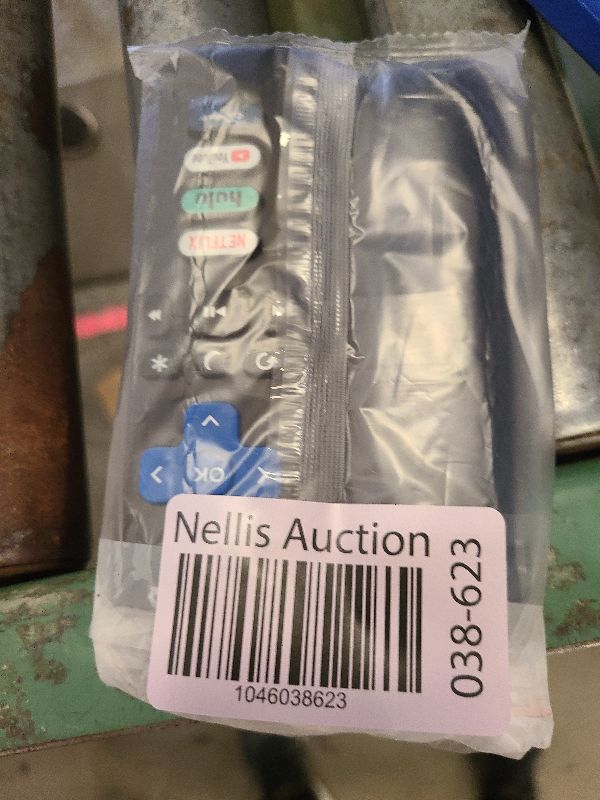 YouTube
hulu
NETFLIX
OK
Nellis Auction
1046038623
038-623